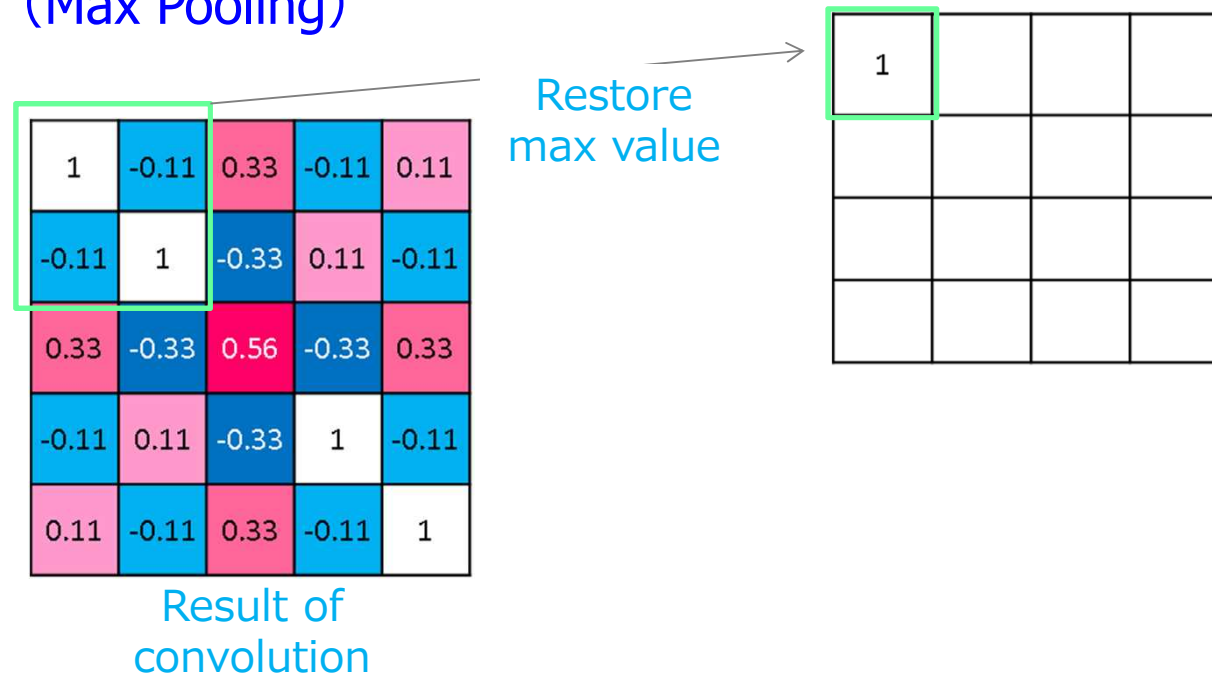 (Max Pooling)
Restore
max value
1
1 -0.11 0.33 -0.11 0.11
-0.11 1 -0.33 0.11 -0.11
0.33 -0.33 0.56 -0.33 0.33
-0.11 0.11 -0.33 1 -0.11
0.11 -0.11 0.33 -0.11 1
Result of
convolution